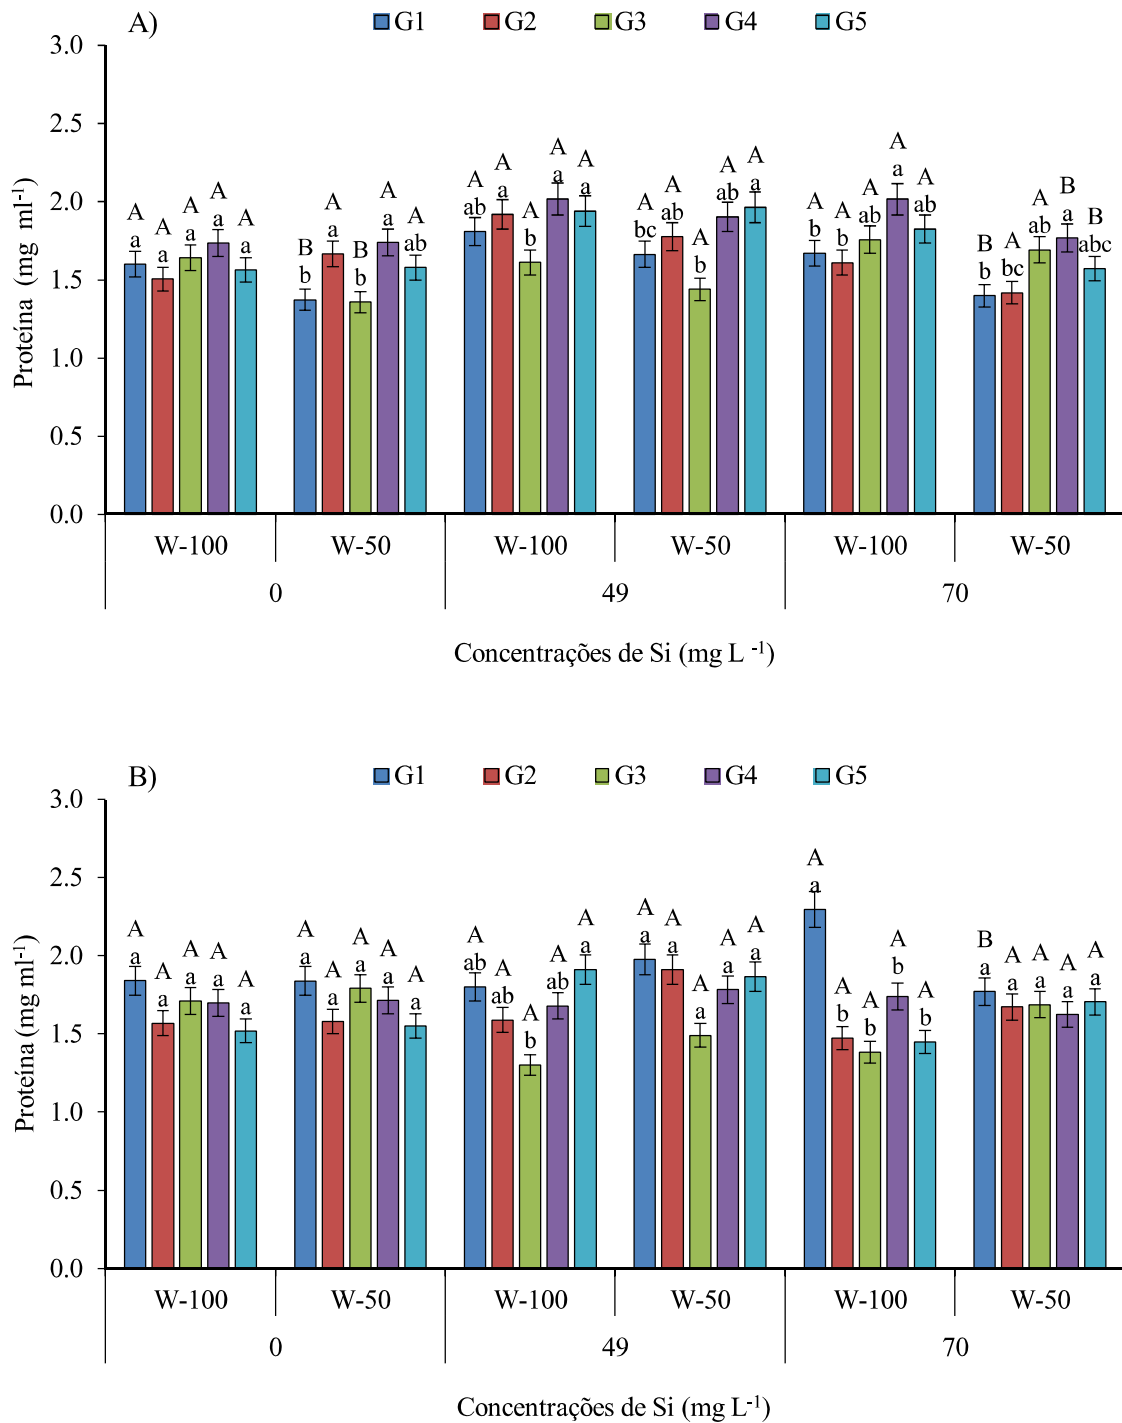 A)
G1 G2 G3 G4 G5
3.0
2.5
2.0
1.5
1.0
0.5
0.0
Proteína (mg ml-1)
A A A A A
a a a a a
B A B A A
b a b a ab
A A A A A
ab a b a a
A A A A A
bc ab b ab a
A A A A A
b b ab a ab
B A A B B
b bc ab a abc
W-100 W-50 W-100 W-50 W-100 W-50
0 49 70
Concentrações de Si (mg L -1)
B)
G1 G2 G3 G4 G5
3.0
2.5
2.0
1.5
1.0
0.5
0.0
Proteína (mg ml-1)
A A A A A
a a a a a
A A A A A
a a a a a
A A A A A
ab ab b ab a
A A A A A
a a a a a
A A A A A
a b b b b
B A A A A
a a a a a
W-100 W-50 W-100 W-50 W-100 W-50
0 49 70
Concentrações de Si (mg L-1)